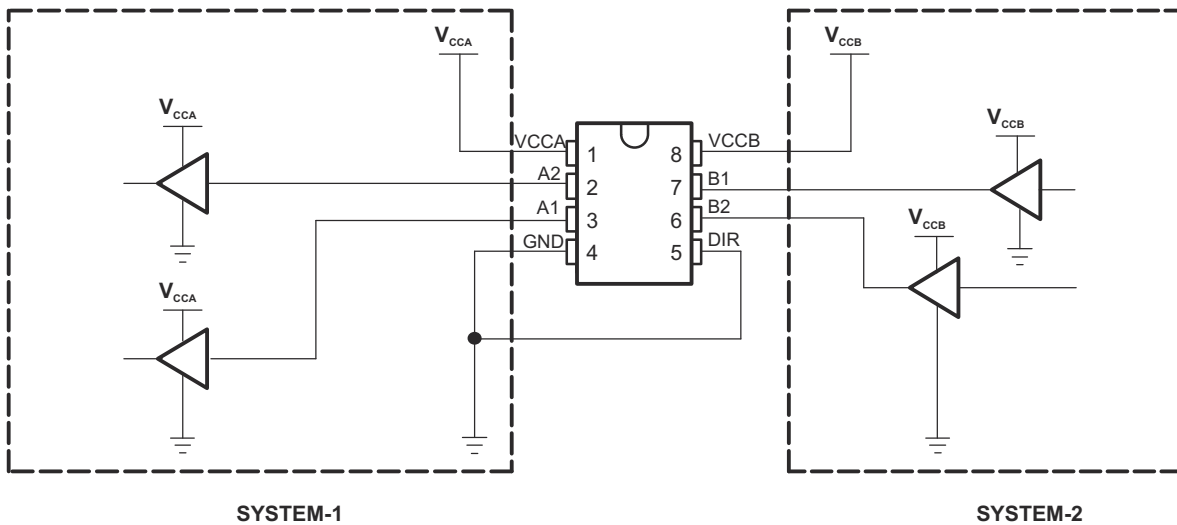 VCCA
VCCB
VCCA
VCCB
VCCA 1 8 VCCB
A2 2 7 B1
A1 3 6 B2
VCCB
GND 4 5 DIR
VCCA
SYSTEM-1 SYSTEM-2